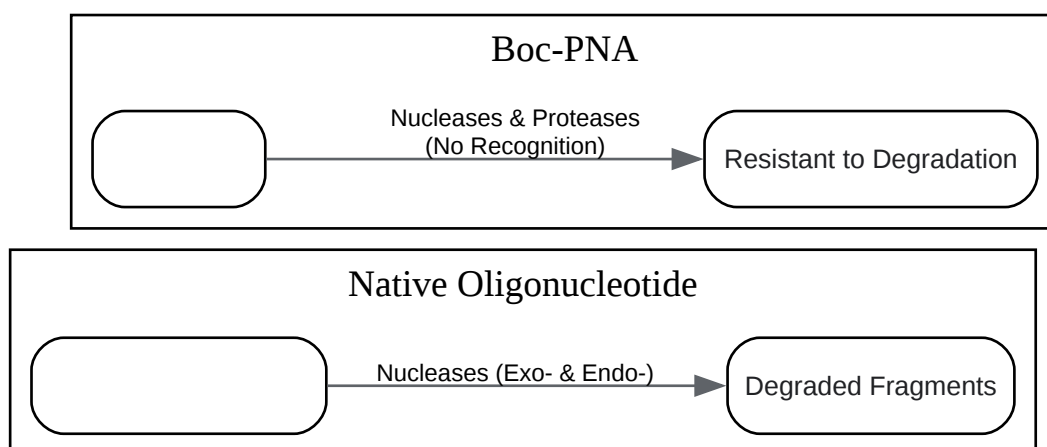 Boc-PNA
Nucleases & Proteases
(No Recognition)
Resistant to Degradation
Native Oligonucleotide
Nucleases (Exo- & Endo-)
Degraded Fragments